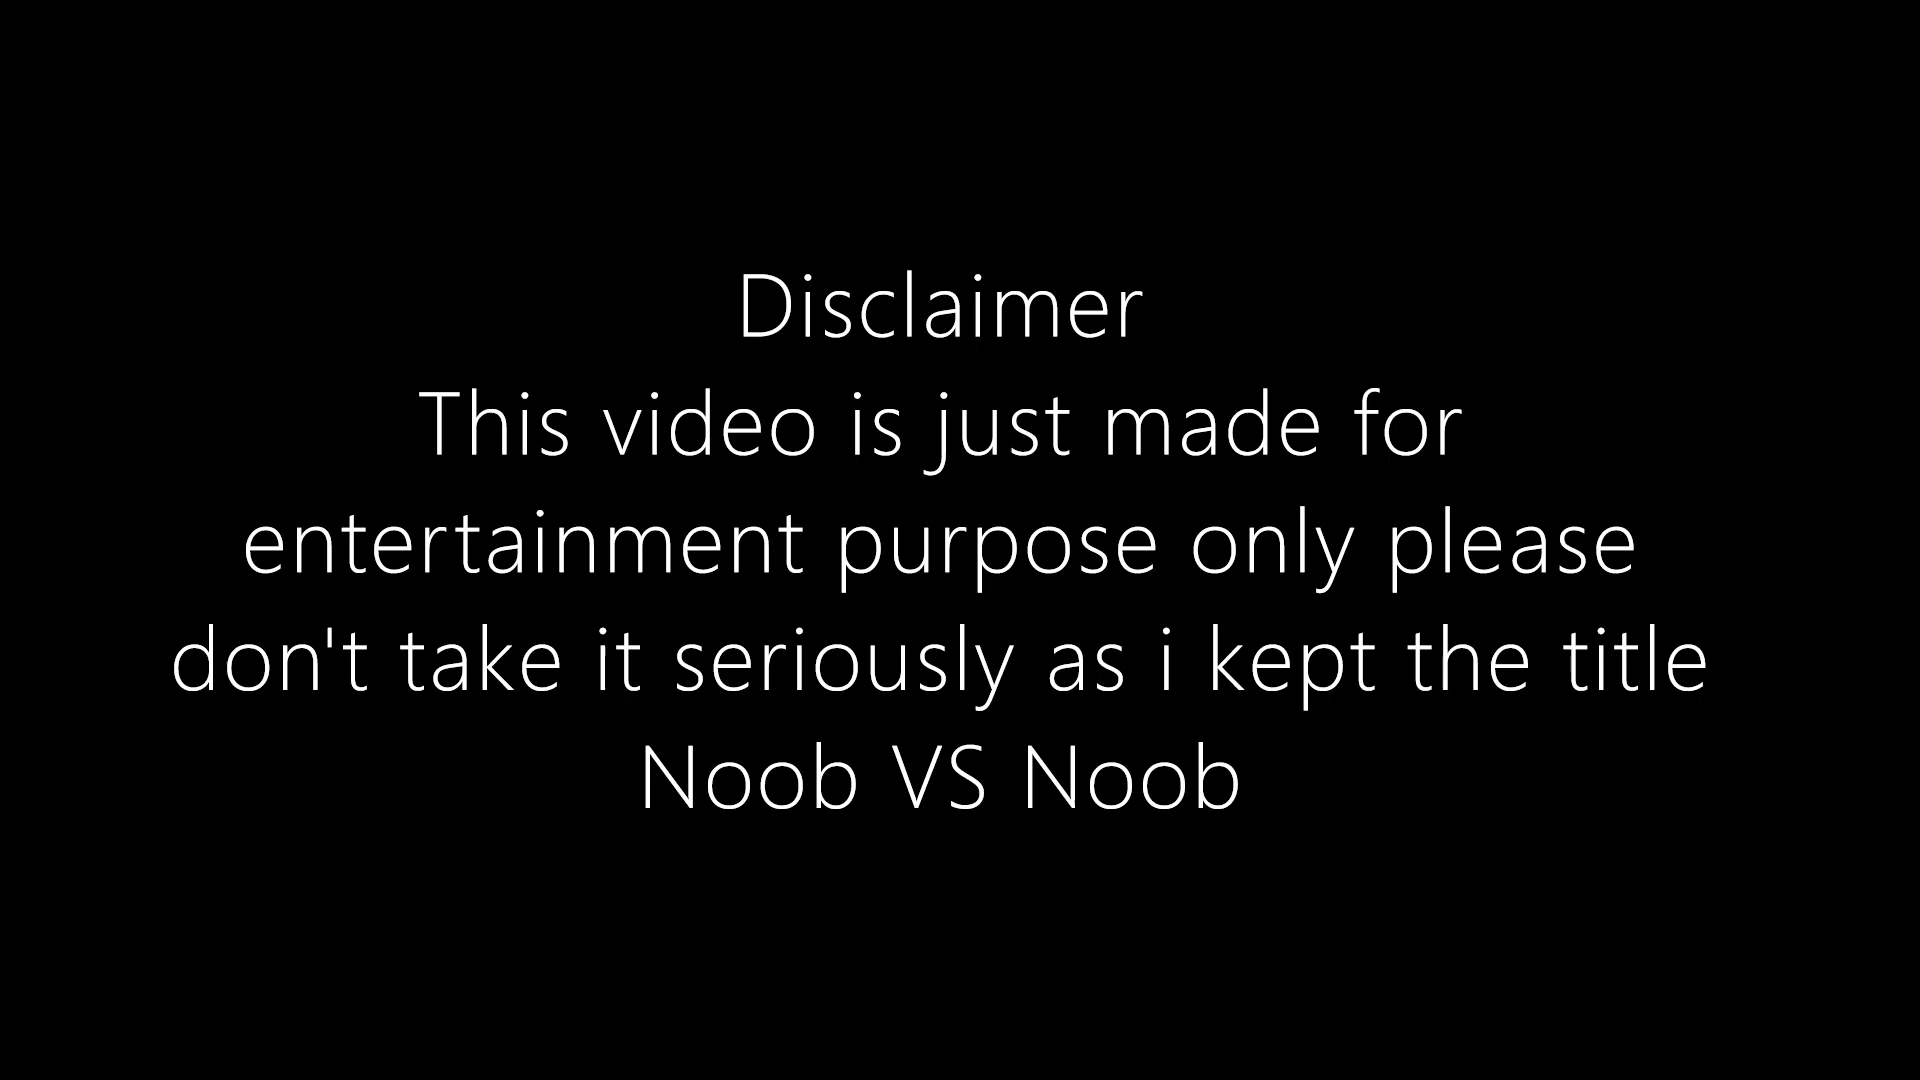 Disclaimer
This video is just made for
entertainment purpose only please
don't take it seriously as i kept the title
Noob VS Noob